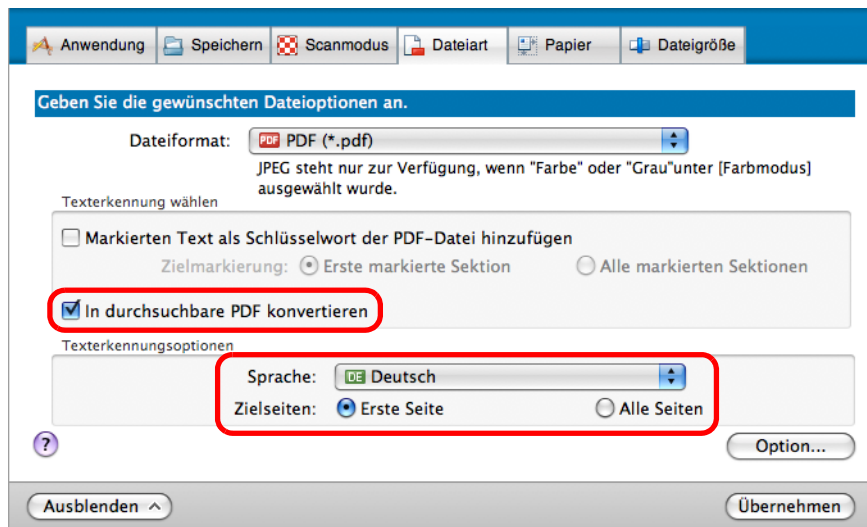 Anwendung Speichern Scanmodus Dateiart Papier Dateigröße
Geben Sie die gewünschten Dateioptionen an.
Dateiformat: PDF PDF (*.pdf)
JPEG steht nur zur Verfügung, wenn "Farbe" oder "Grau"unter [Farbmodus]
ausgewählt wurde.
Texterkennung wählen
Markierten Text als Schlüsselwort der PDF-Datei hinzufügen
Zielmarkierung: Erste markierte Sektion Alle markierten Sektionen
In durchsuchbare PDF konvertieren
Texterkennungsoptionen
Sprache: DE Deutsch
Zielseiten: Erste Seite Alle Seiten
? Option...
Ausblenden Übernehmen